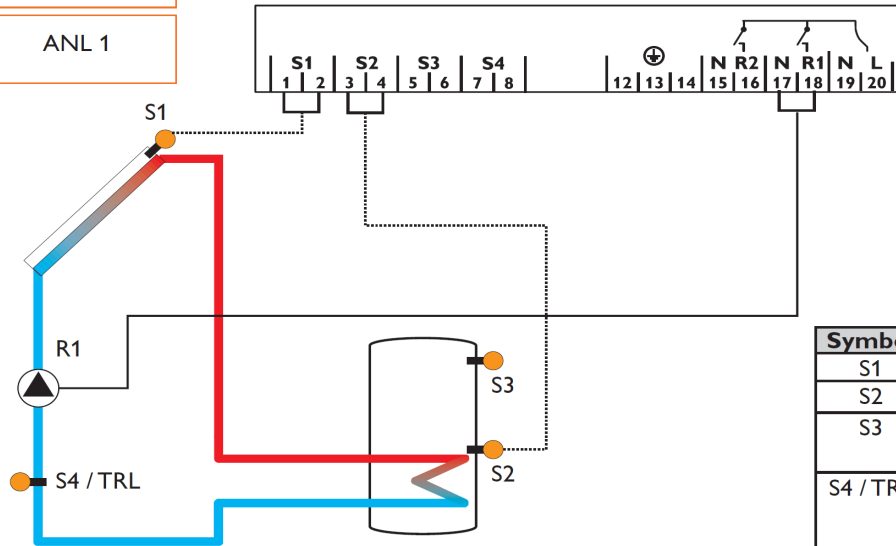 ANL 1
S1 S2 S3 S4 N R2 N R1 N L
1 2 3 4 5 6 7 8 12 13 14 15 16 17 18 19 20
S1
R1
S3
S2
S4 / TRL
Symb
S1
S2
S3
S4 / TR